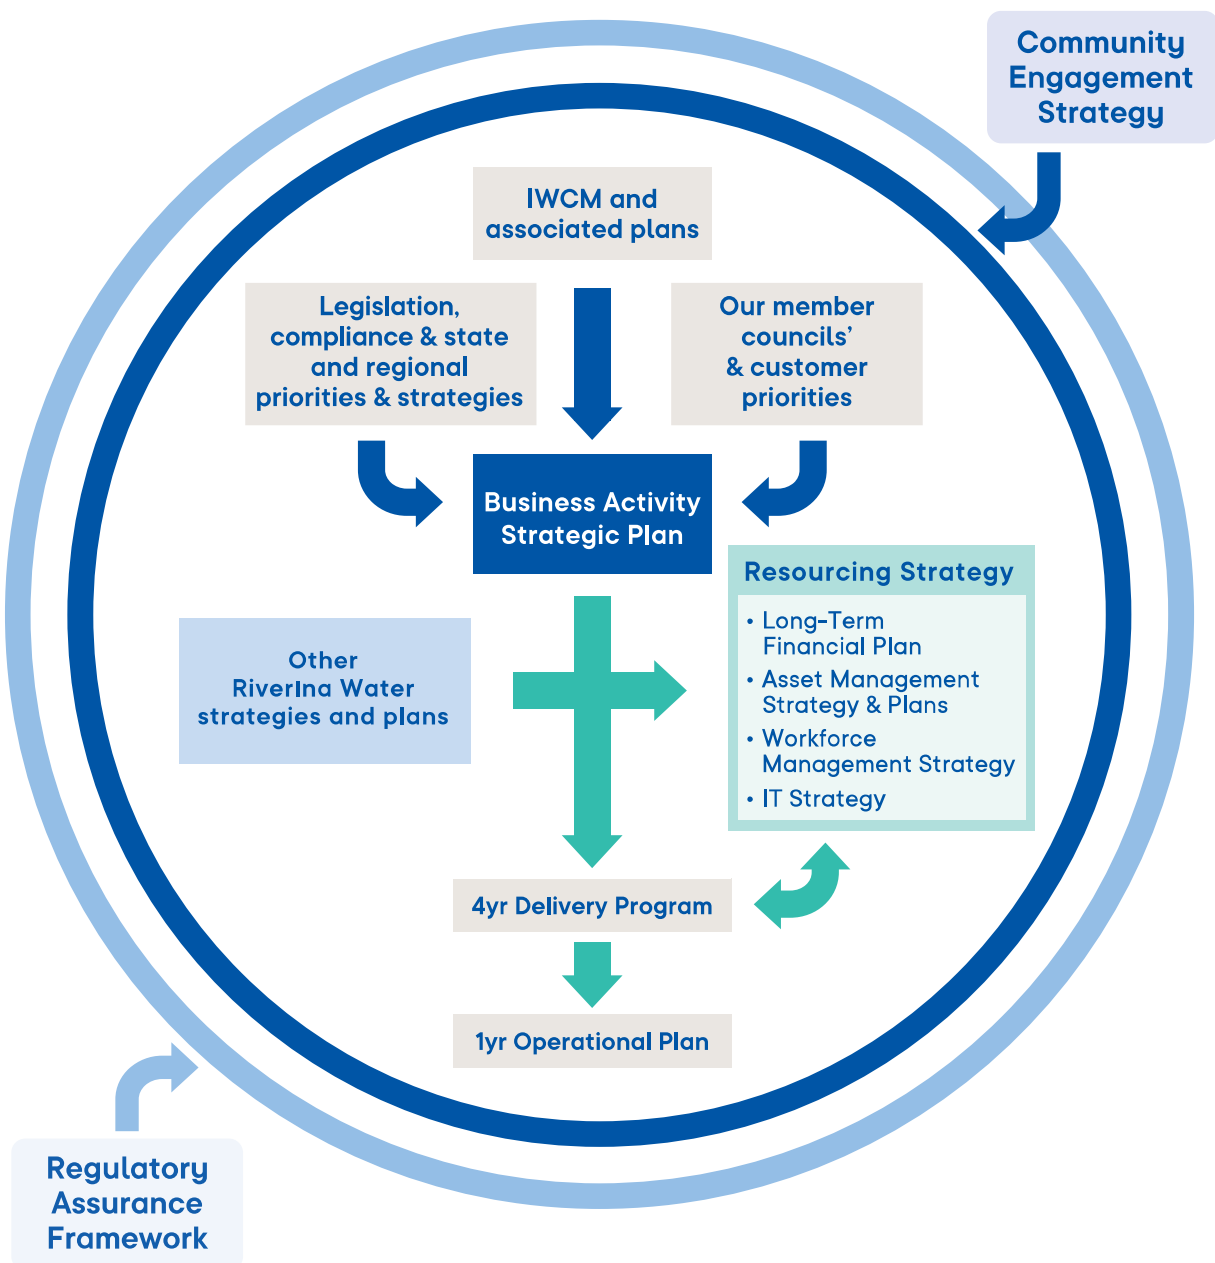 Community
Engagement
Strategy
IWCM and
associated plans
Legislation,
compliance & state
and regional
priorities & strategies
Our member
councils'
& customer
priorities
Business Activity
Strategic Plan
Resourcing Strategy
• Long-Term
Financial Plan
• Asset Management
Strategy & Plans
• Workforce
Management Strategy
• IT Strategy
Other
RiverIna Water
strategies and plans
4yr Delivery Program
1yr Operational Plan
Regulatory
Assurance
Framework